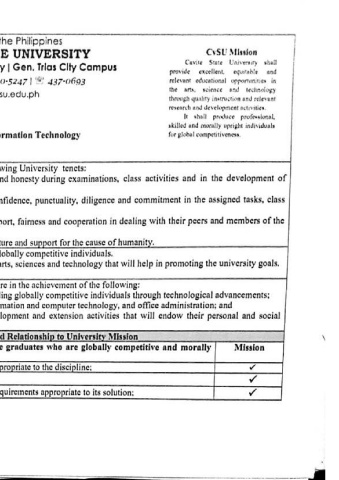 the Philippines
E UNIVERSITY
y | Gen. Trias City Campus
0-5247 | ☏ 437-0693
su.edu.ph
CvSU Mission
Cavite State University shall
provide excellent, equitable and
relevant educational opportunities in
the arts, science and technology
through quality instruction and relevant
research and development activities.
It shall produce professional,
skilled and morally upright individuals
for global competitiveness.
ormation Technology
wing University tenets:
nd honesty during examinations, class activities and in the development of
nfidence, punctuality, diligence and commitment in the assigned tasks, class
port, fairness and cooperation in dealing with their peers and members of the
ture and support for the cause of humanity.
lobally competitive individuals.
arts, sciences and technology that will help in promoting the university goals.
re in the achievement of the following:
ing globally competitive individuals through technological advancements;
mation and computer technology, and office administration; and
lopment and extension activities that will endow their personal and social
d Relationship to University Mission
e graduates who are globally competitive and morally Mission
propriate to the discipline; ✓
✓
quirements appropriate to its solution; ✓